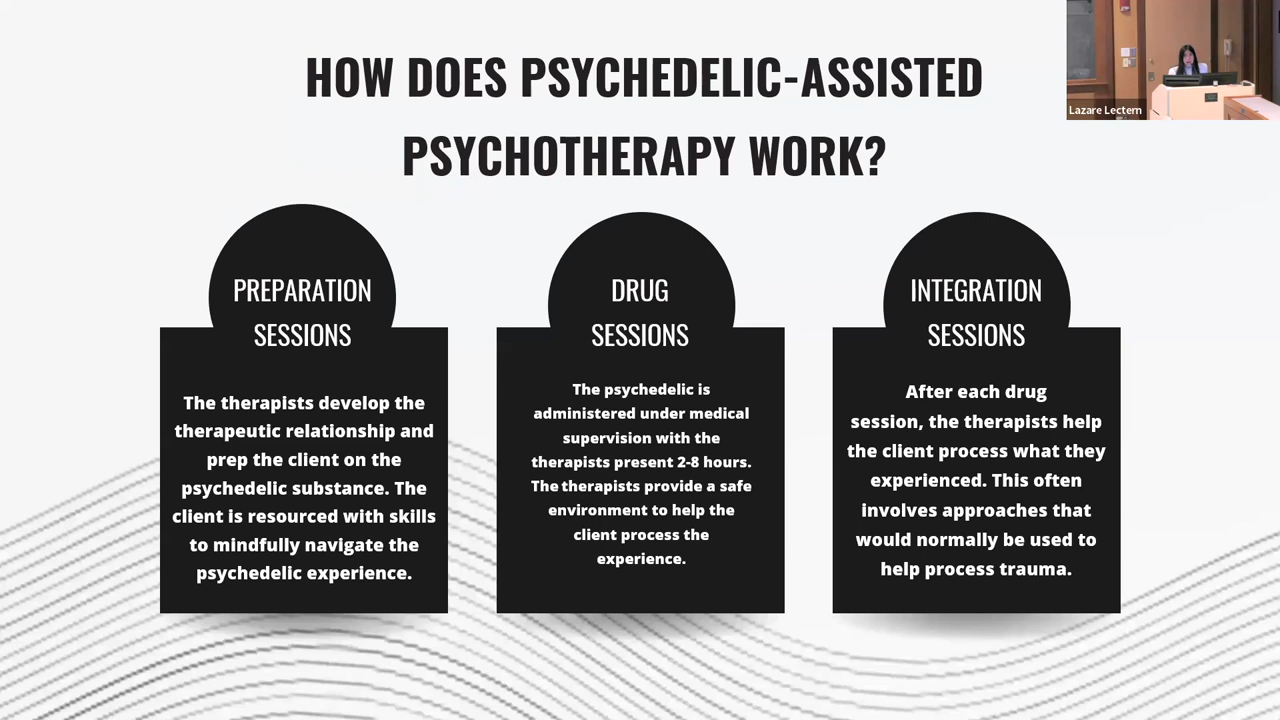 HOW DOES PSYCHEDELIC-ASSISTED
PSYCHOTHERAPY WORK?
Lazare Lectern
PREPARATION
SESSIONS
The therapists develop the
therapeutic relationship and
prep the client on the
psychedelic substance. The
client is resourced with skills
to mindfully navigate the
psychedelic experience.
DRUG
SESSIONS
The psychedelic is
administered under medical
supervision with the
therapists present 2-8 hours.
The therapists provide a safe
environment to help the
client process the
experience.
INTEGRATION
SESSIONS
After each drug
session, the therapists help
the client process what they
experienced. This often
involves approaches that
would normally be used to
help process trauma.